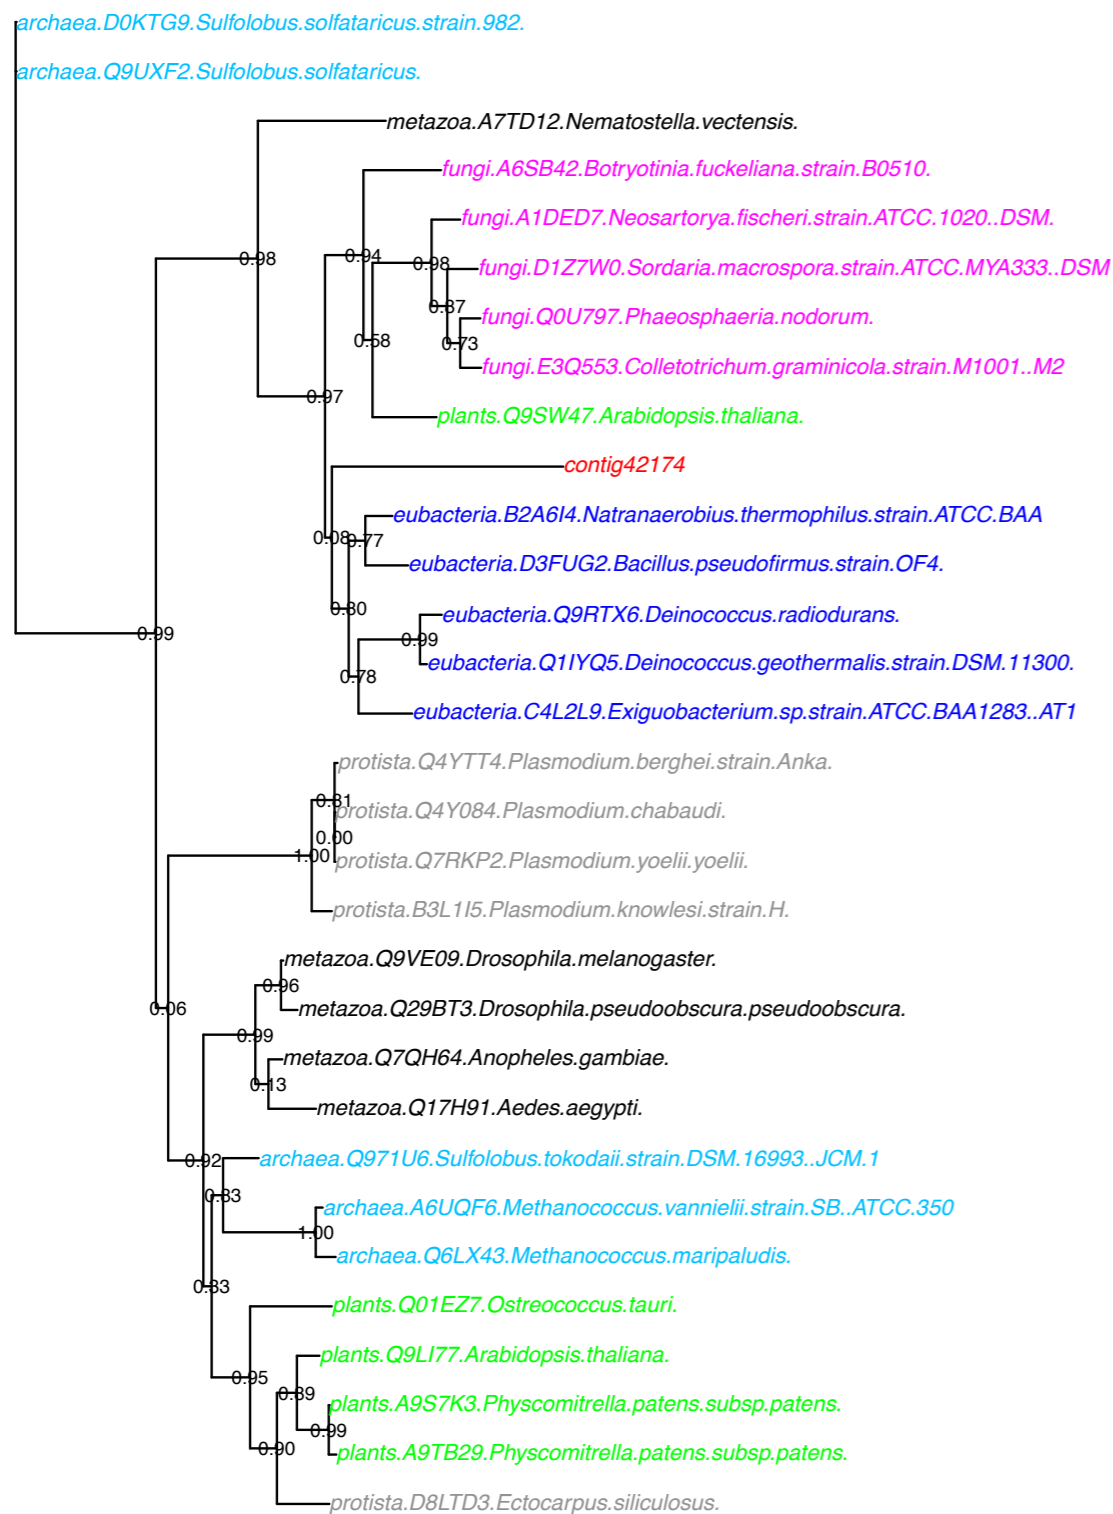 archaea.D0KTG9.Sulfolobus.solfataricus.strain.982.
archaea.Q9UXF2.Sulfolobus.solfataricus.
metazoa.A7TD12.Nematostella.vectensis.
fungi.A6SB42.Botryotinia.fuckeliana.strain.B0510.
fungi.A1DED7.Neosartorya.fischeri.strain.ATCC.1020..DSM.
0.98
0.94
0.98
fungi.D1Z7W0.Sordaria.macrospora.strain.ATCC.MYA333..DSM
0.87
fungi.Q0U797.Phaeosphaeria.nodorum.
0.58
0.73
fungi.E3Q553.Colletotrichum.graminicola.strain.M1001..M2
0.97
plants.Q9SW47.Arabidopsis.thaliana.
contig42174
eubacteria.B2A6I4.Natranaerobius.thermophilus.strain.ATCC.BAA
0.08
0.77
eubacteria.D3FUG2.Bacillus.pseudofirmus.strain.OF4.
0.80
eubacteria.Q9RTX6.Deinococcus.radiodurans.
0.99
0.99
eubacteria.Q1IYQ5.Deinococcus.geothermalis.strain.DSM.11300.
0.78
eubacteria.C4L2L9.Exiguobacterium.sp.strain.ATCC.BAA1283..AT1
protista.Q4YTT4.Plasmodium.berghei.strain.Anka.
0.81
protista.Q4Y084.Plasmodium.chabaudi.
0.00
1.00
protista.Q7RKP2.Plasmodium.yoelii.yoelii.
protista.B3L1I5.Plasmodium.knowlesi.strain.H.
metazoa.Q9VE09.Drosophila.melanogaster.
0.96
0.06
metazoa.Q29BT3.Drosophila.pseudoobscura.pseudoobscura.
0.99
metazoa.Q7QH64.Anopheles.gambiae.
0.13
metazoa.Q17H91.Aedes.aegypti.
0.92
archaea.Q971U6.Sulfolobus.tokodaii.strain.DSM.16993..JCM.1
0.83
archaea.A6UQF6.Methanococcus.vannielii.strain.SB..ATCC.350
1.00
archaea.Q6LX43.Methanococcus.maripaludis.
0.33
plants.Q01EZ7.Ostreococcus.tauri.
plants.Q9LI77.Arabidopsis.thaliana.
0.95
0.89
plants.A9S7K3.Physcomitrella.patens.subsp.patens.
0.99
0.90
plants.A9TB29.Physcomitrella.patens.subsp.patens.
protista.D8LTD3.Ectocarpus.siliculosus.